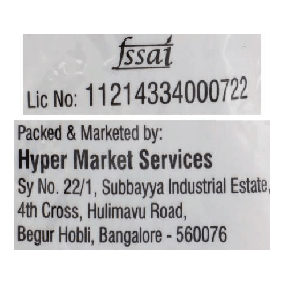 fssai
Lic No: 11214334000722
Packed & Marketed by:
Hyper Market Services
Sy No. 22/1, Subbayya Industrial Estate,
4th Cross, Hulimavu Road,
Begur Hobli, Bangalore - 560076